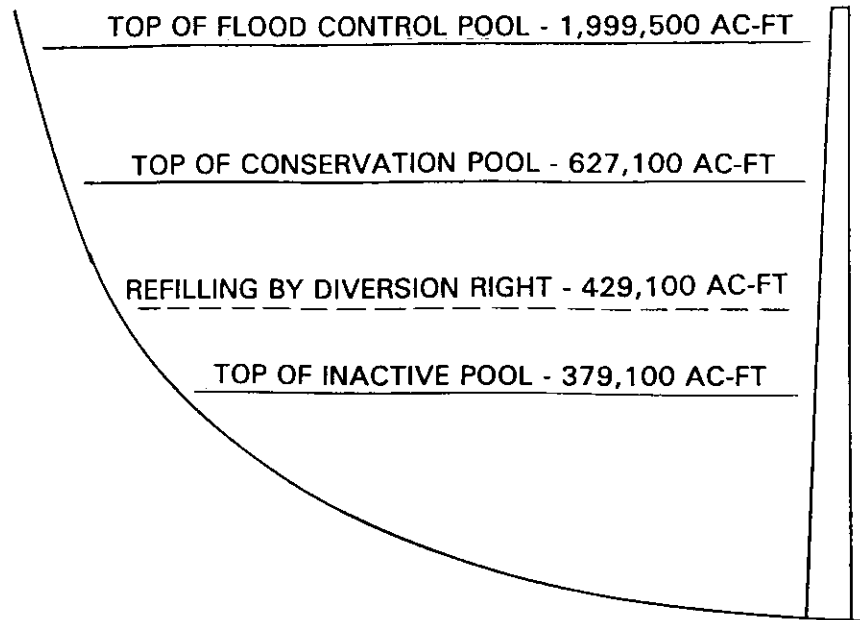 TOP OF FLOOD CONTROL POOL - 1,999,500 AC-FT
TOP OF CONSERVATION POOL - 627,100 AC-FT
REFILLING BY DIVERSION RIGHT - 429,100 AC-FT
TOP OF INACTIVE POOL - 379,100 AC-FT